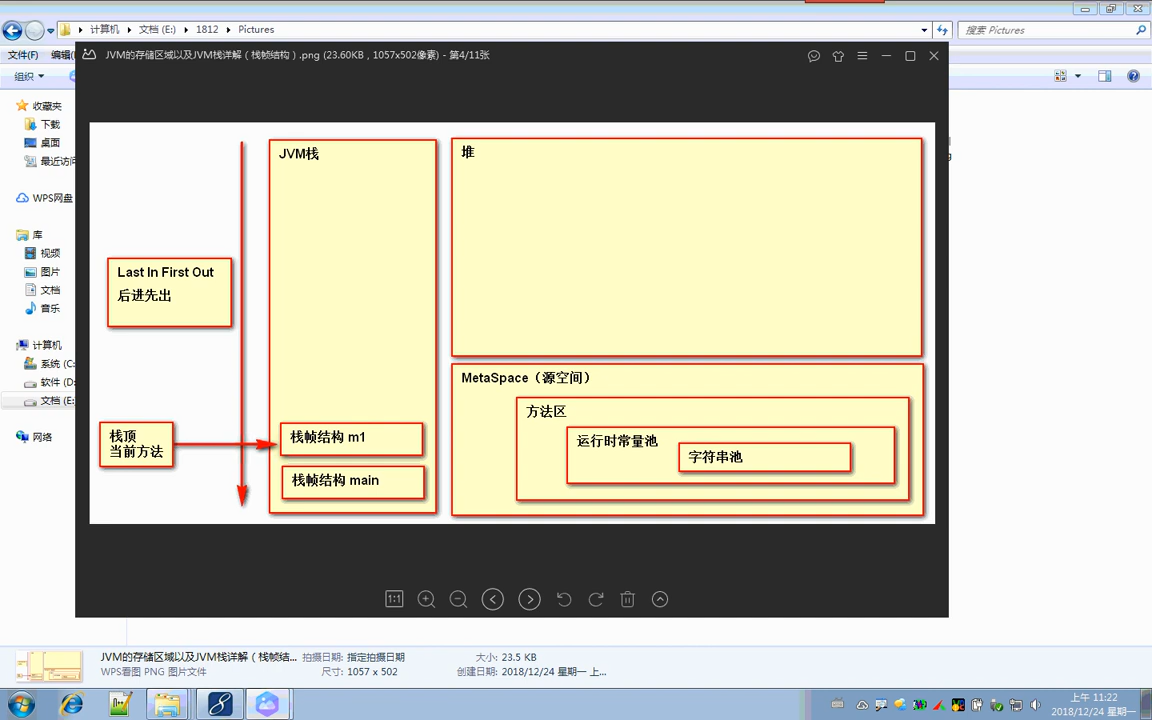 计算机 ▸ 文档 (E:) ▸ 1812 ▸ Pictures
搜索 Pictures
文件(F) 编辑(
JVM的存储区域以及JVM栈详解（栈帧结构）.png (23.60KB , 1057x502像素) - 第4/11张
组织
收藏夹
下载
桌面
最近访问
WPS网盘
库
视频
图片
文档
音乐
计算机
系统 (C:
软件 (D:
文档 (E:
网络
JVM栈
堆
Last In First Out
后进先出
MetaSpace（源空间）
方法区
运行时常量池
字符串池
栈顶
当前方法
栈帧结构 m1
栈帧结构 main
1:1
JVM的存储区域以及JVM栈详解（栈帧结... 拍摄日期: 指定拍摄日期 大小: 23.5 KB
WPS看图 PNG 图片文件 尺寸: 1057 x 502 创建日期: 2018/12/24 星期一 上...
上午 11:22
2018/12/24 星期一